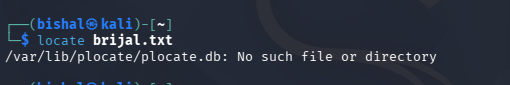 (bishal㉿kali)-[~]
$ locate brijal.txt
/var/lib/plocate/plocate.db: No such file or directory